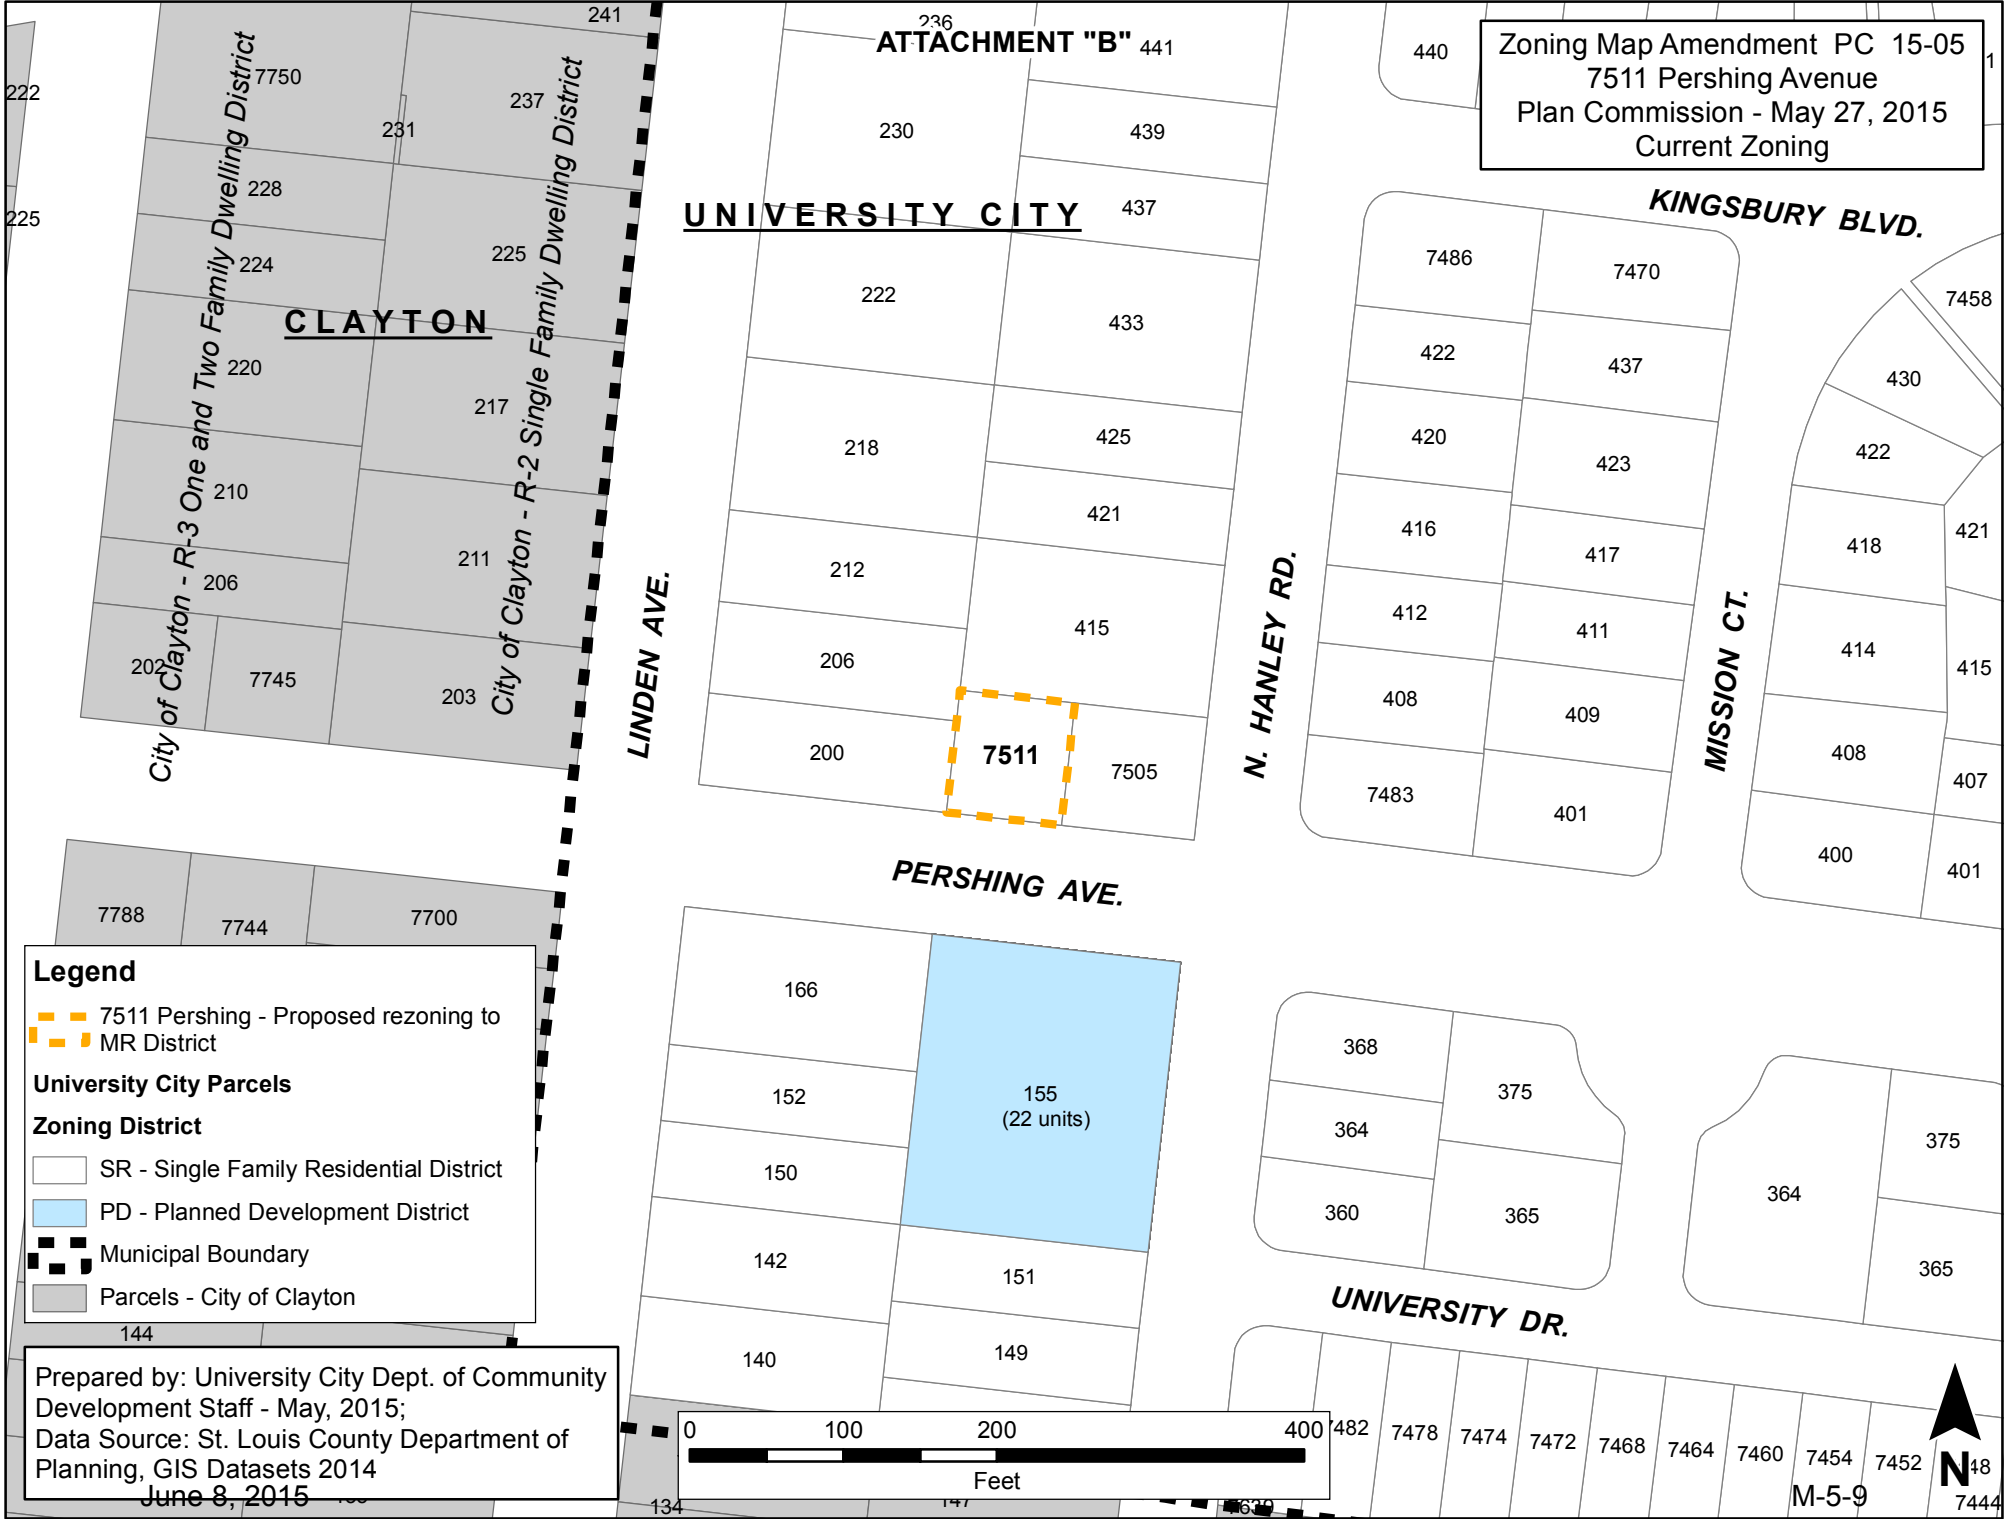 241
236
ATTACHMENT "B"
441
440
Zoning Map Amendment PC 15-05
7511 Pershing Avenue
Plan Commission - May 27, 2015
Current Zoning
1
7750
222
237
231
230
439
KINGSBURY BLVD.
228
225
UNIVERSITY CITY
437
224
225
7486
7470
CLAYTON
222
433
7458
220
422
437
430
217
218
425
420
423
422
210
421
416
417
418
421
211
212
206
415
412
411
414
415
202
7745
203
206
408
409
408
407
200
7511
7505
7483
401
400
401
City of Clayton - R-3 One and Two Family Dwelling District
City of Clayton - R-2 Single Family Dwelling District
LINDEN AVE.
N. HANLEY RD.
MISSION CT.
PERSHING AVE.
7788
7744
7700
166
155
(22 units)
152
150
142
151
140
149
368
375
364
360
365
364
375
365
UNIVERSITY DR.
Legend
7511 Pershing - Proposed rezoning to
MR District
University City Parcels
Zoning District
SR - Single Family Residential District
PD - Planned Development District
Municipal Boundary
Parcels - City of Clayton
144
Prepared by: University City Dept. of Community
Development Staff - May, 2015;
Data Source: St. Louis County Department of
Planning, GIS Datasets 2014
June 8, 2015
0 100 200 400
Feet
134
147
7482
7478
7474
7472
7468
7464
7460
7454
7452
48
N
M-5-9
7444